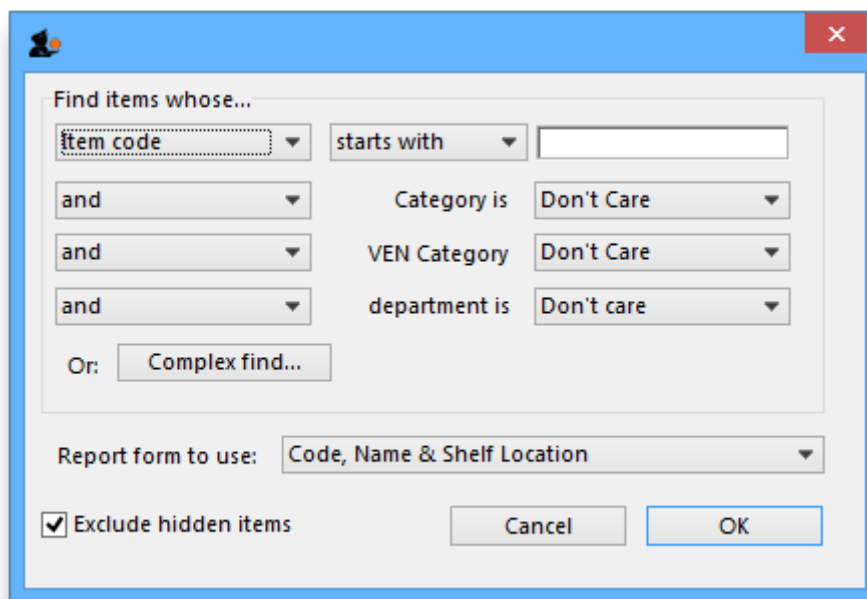 Find items whose...
Item code starts with
and Category is Don't Care
and VEN Category Don't Care
and department is Don't care
Or: Complex find...
Report form to use: Code, Name & Shelf Location
Exclude hidden items Cancel OK